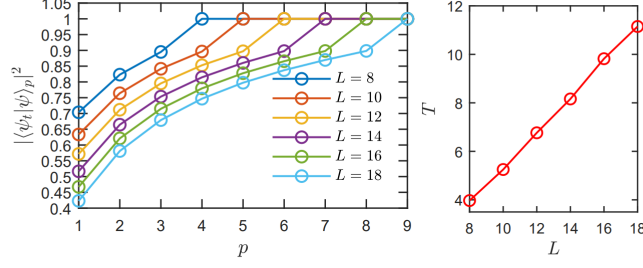 1.05
1
0.95
0.9
0.85
0.8
0.75
0.7
0.65
0.6
0.55
0.5
0.45
0.4
|⟨ψₜ|ψ⟩ₚ|²
1 2 3 4 5 6 7 8 9
p
L = 8
L = 10
L = 12
L = 14
L = 16
L = 18
12
10
8
6
4
T
8 10 12 14 16 18
L